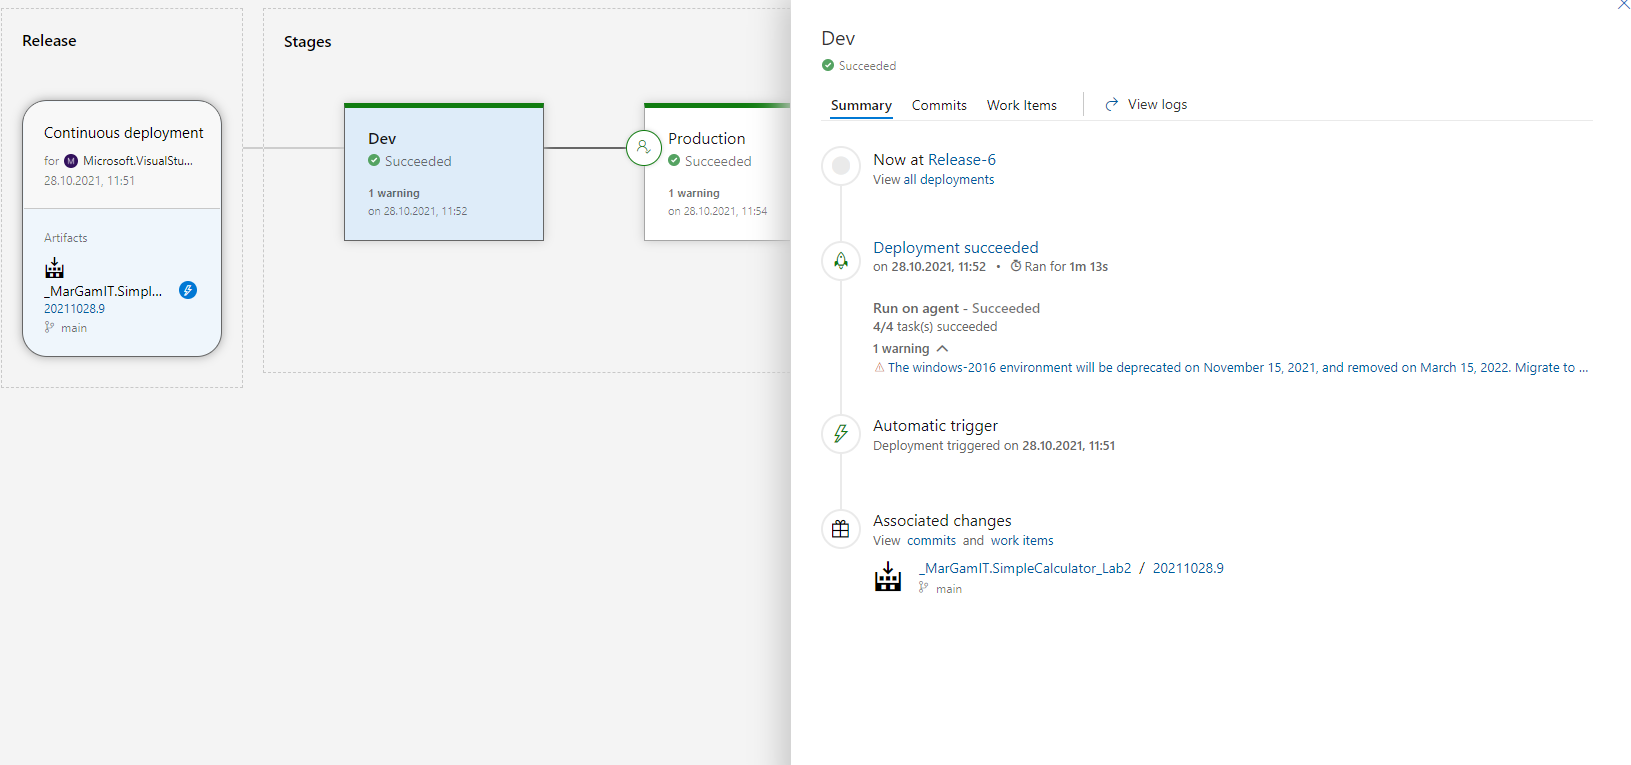 Release
Continuous deployment
for M Microsoft.VisualStu...
28.10.2021, 11:51
Artifacts
_MarGamIT.Simpl...
20211028.9
main
Stages
Dev
Succeeded
1 warning
on 28.10.2021, 11:52
Production
Succeeded
1 warning
on 28.10.2021, 11:54
Dev
Succeeded
Summary Commits Work Items View logs
Now at Release-6
View all deployments
Deployment succeeded
on 28.10.2021, 11:52 • Ran for 1m 13s
Run on agent - Succeeded
4/4 task(s) succeeded
1 warning
The windows-2016 environment will be deprecated on November 15, 2021, and removed on March 15, 2022. Migrate to ...
Automatic trigger
Deployment triggered on 28.10.2021, 11:51
Associated changes
View commits and work items
_MarGamIT.SimpleCalculator_Lab2 / 20211028.9
main